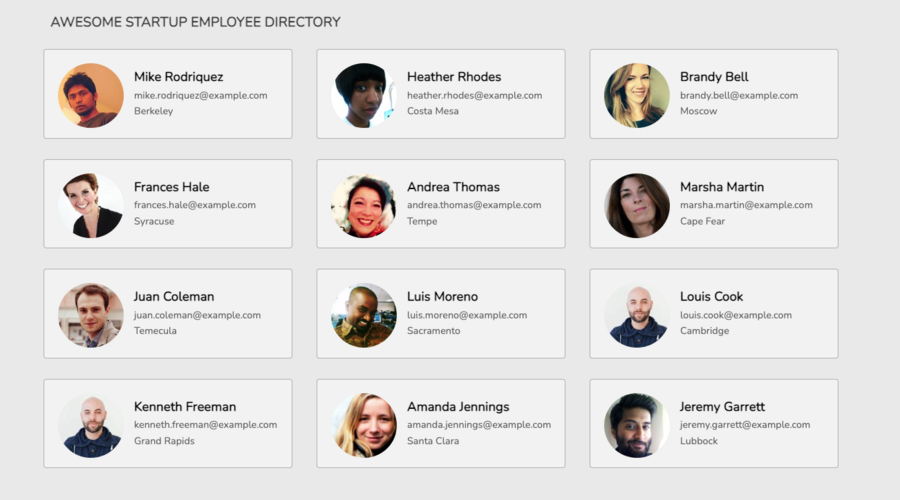 AWESOME STARTUP EMPLOYEE DIRECTORY
Mike Rodriquez
mike.rodriquez@example.com
Berkeley
Heather Rhodes
heather.rhodes@example.com
Costa Mesa
Brandy Bell
brandy.bell@example.com
Moscow
Frances Hale
frances.hale@example.com
Syracuse
Andrea Thomas
andrea.thomas@example.com
Tempe
Marsha Martin
marsha.martin@example.com
Cape Fear
Juan Coleman
juan.coleman@example.com
Temecula
Luis Moreno
luis.moreno@example.com
Sacramento
Louis Cook
louis.cook@example.com
Cambridge
Kenneth Freeman
kenneth.freeman@example.com
Grand Rapids
Amanda Jennings
amanda.jennings@example.com
Santa Clara
Jeremy Garrett
jeremy.garrett@example.com
Lubbock